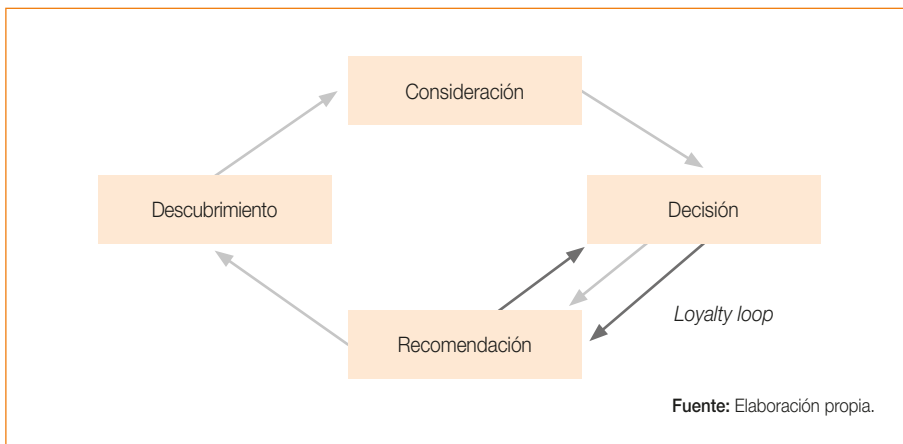 Consideración
Descubrimiento
Decisión
Recomendación
Loyalty loop
Fuente: Elaboración propia.